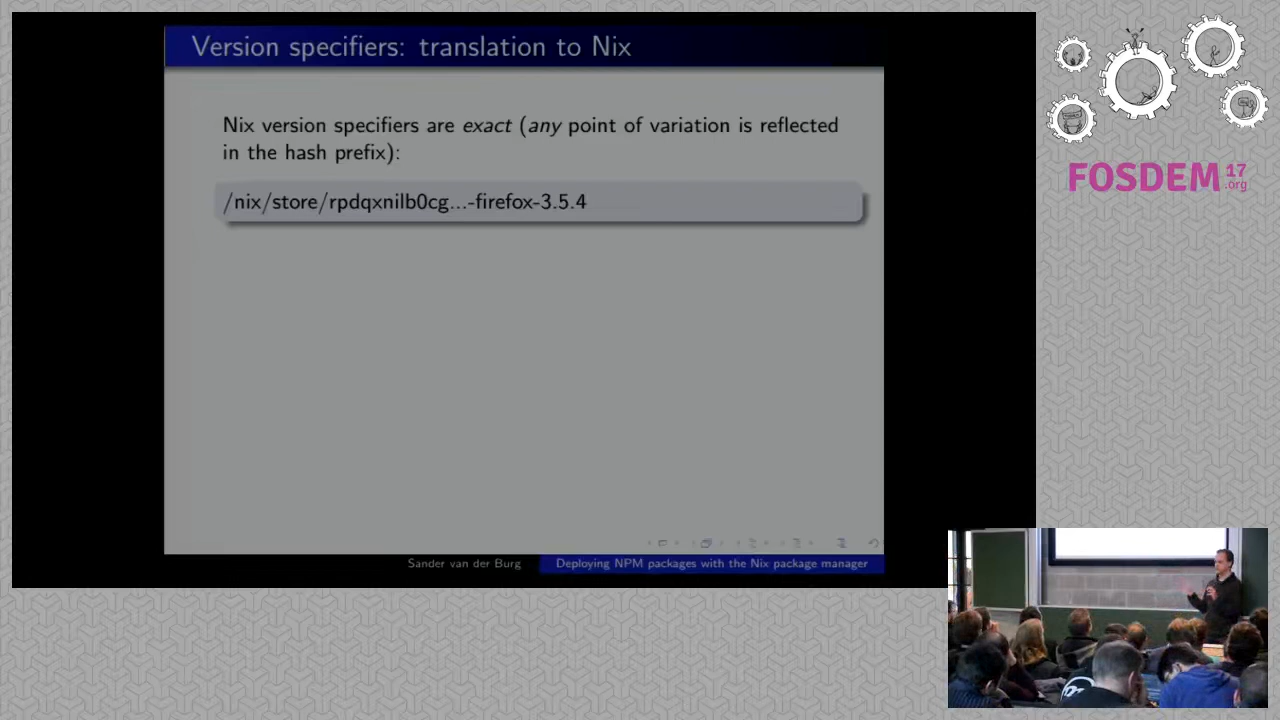 Version specifiers: translation to Nix
Nix version specifiers are exact (any point of variation is reflected
in the hash prefix):
/nix/store/rpdqxnilb0cg...-firefox-3.5.4
Sander van der Burg
Deploying NPM packages with the Nix package manager
FOSDEM 17
.org